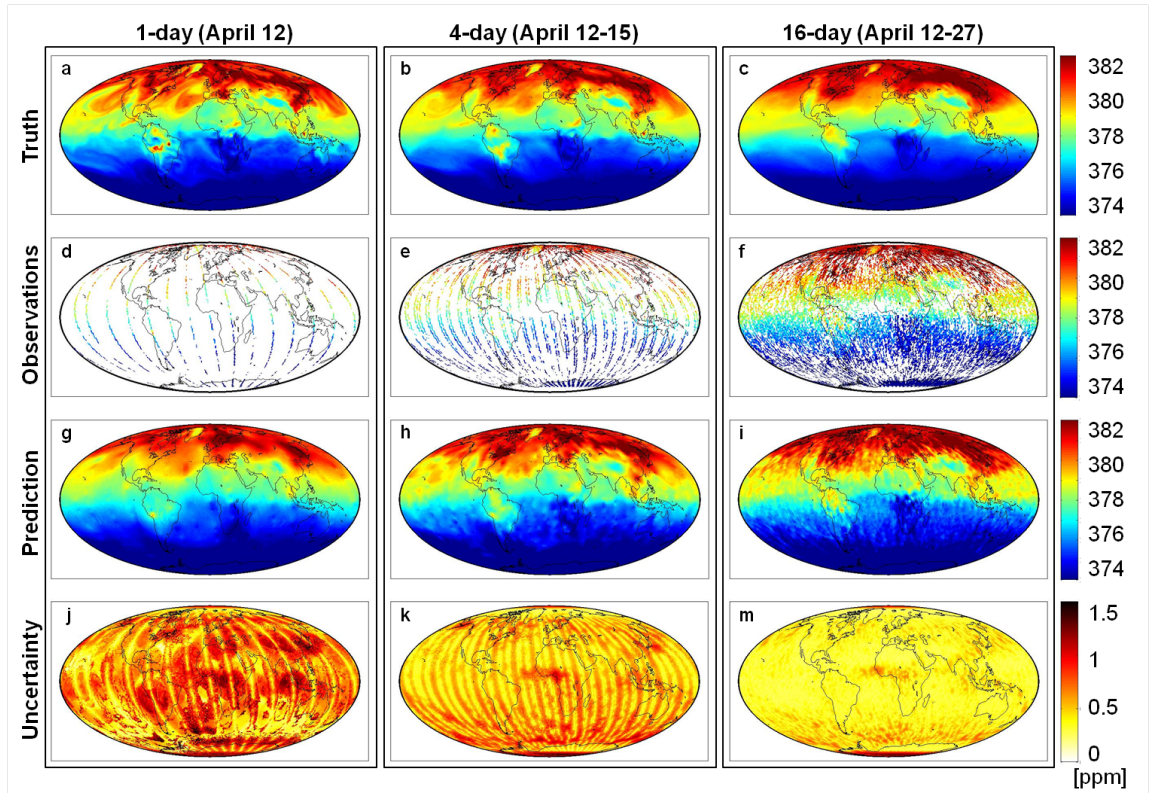 1-day (April 12) 4-day (April 12-15) 16-day (April 12-27)
Truth
a b c
382
380
378
376
374
Observations
d e f
382
380
378
376
374
Prediction
g h i
382
380
378
376
374
Uncertainty
j k m
1.5
1
0.5
0
[ppm]